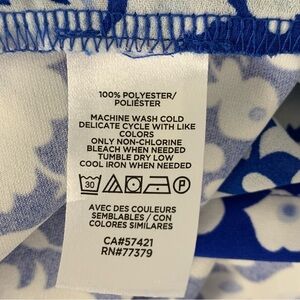 100% POLYESTER/
POLIÉSTER
MACHINE WASH COLD
DELICATE CYCLE WITH LIKE
COLORS
ONLY NON-CHLORINE
BLEACH WHEN NEEDED
TUMBLE DRY LOW
COOL IRON WHEN NEEDED
30 P
AVEC DES COULEURS
SEMBLABLES / CON
COLORES SIMILARES
CA#57421
RN#77379